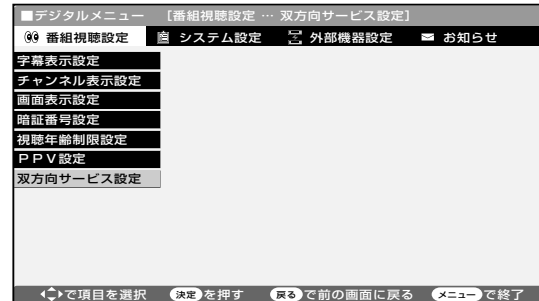 ■デジタルメニュー　［番組視聴設定 … 双方向サービス設定］
番組視聴設定　システム設定　外部機器設定　お知らせ
字幕表示設定
チャンネル表示設定
画面表示設定
暗証番号設定
視聴年齢制限設定
ＰＰＶ設定
双方向サービス設定
で項目を選択　決定を押す　戻るで前の画面に戻る　メニューで終了